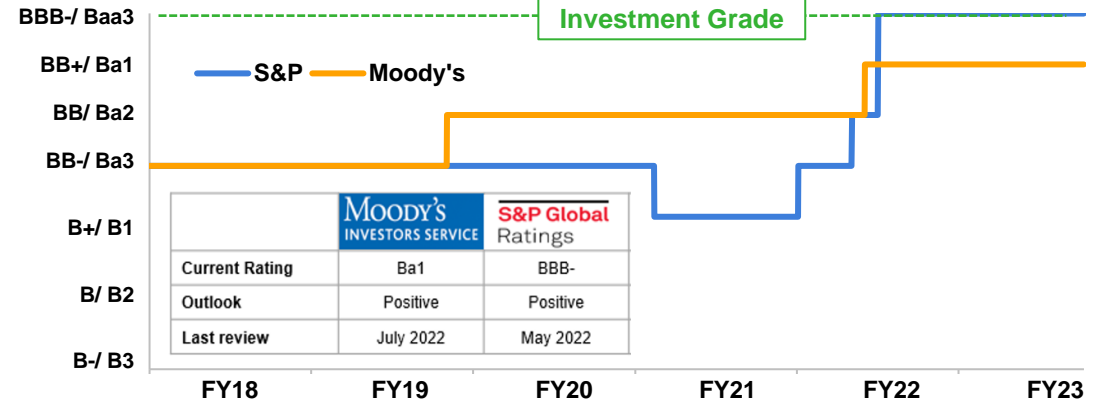 BBB-/ Baa3
Investment Grade
BB+/ Ba1
S&P
Moody's
BB/ Ba2
BB-/ Ba3
B+/ B1
B/ B2
B-/ B3
MOODY'S
INVESTORS SERVICE
S&P Global
Ratings
Current Rating Ba1 BBB-
Outlook Positive Positive
Last review July 2022 May 2022
FY18 FY19 FY20 FY21 FY22 FY23